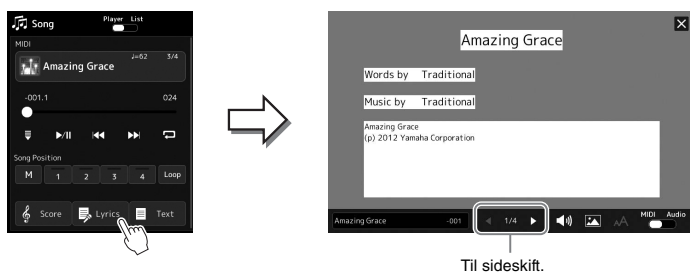 Song
Player List
MIDI
Amazing Grace
♩=62 3/4
-001.1 024
Song Position
M 1 2 3 4 Loop
Score Lyrics Text
Amazing Grace
Words by Traditional
Music by Traditional
Amazing Grace
(p) 2012 Yamaha Corporation
Amazing Grace -001
1/4
AA
MIDI Audio
Til sideskift.